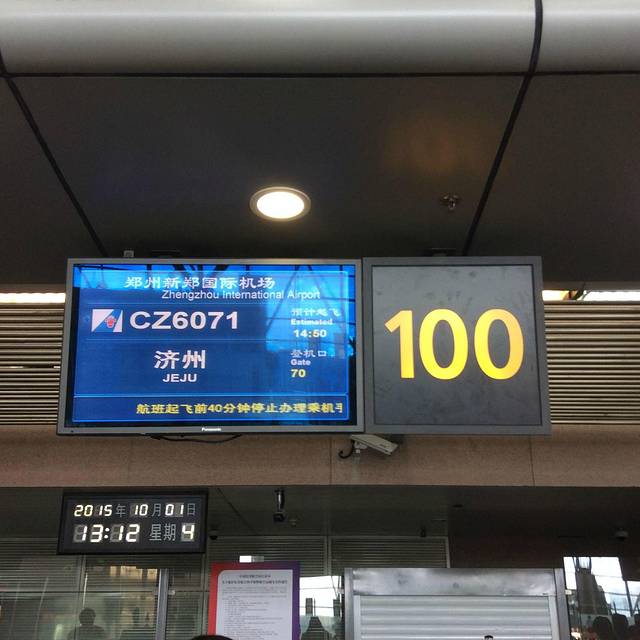 郑州新郑国际机场
Zhengzhou International Airport
CZ6071
预计起飞
Estimated
14:50
济州
JEJU
登机口
Gate
70
航班起飞前40分钟停止办理乘机手
Panasonic
100
2015年10月01日
13:12 星期4